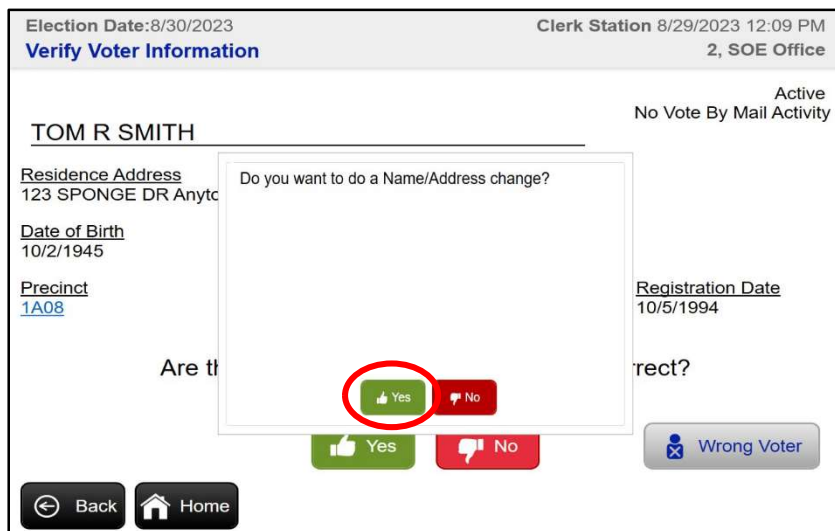 Election Date:8/30/2023
Clerk Station 8/29/2023 12:09 PM
Verify Voter Information
2, SOE Office
Active
No Vote By Mail Activity
TOM R SMITH
Residence Address
123 SPONGE DR
Do you want to do a Name/Address change?
Date of Birth
10/2/1945
Precinct
1A08
Registration Date
10/5/1994
Are
Yes
No
Yes
No
Wrong Voter
Back
Home